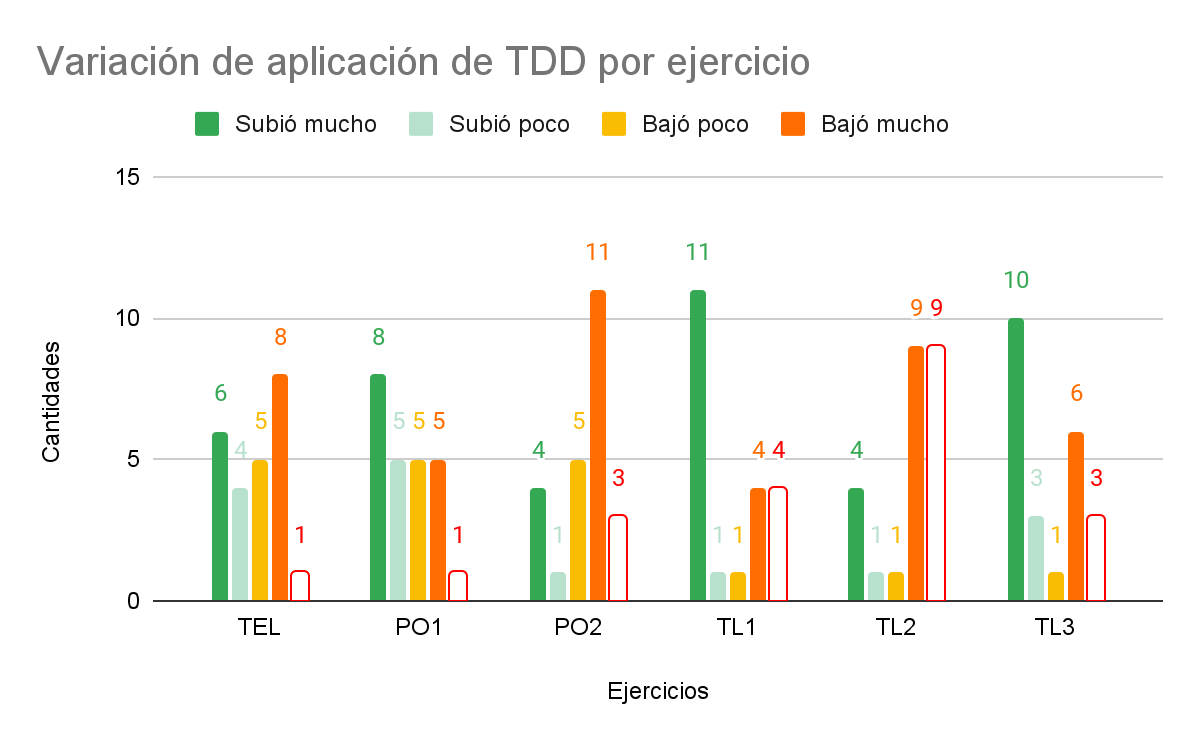 Variación de aplicación de TDD por ejercicio
Subió mucho Subió poco Bajó poco Bajó mucho
15
11 11
10
10
9 9
8 8
6 6
5 5 5 5 5
4 4 4 4 4
5
3 3 3
1 1 1 1 1 1 1 1
0
TEL PO1 PO2 TL1 TL2 TL3
Cantidades
Ejercicios